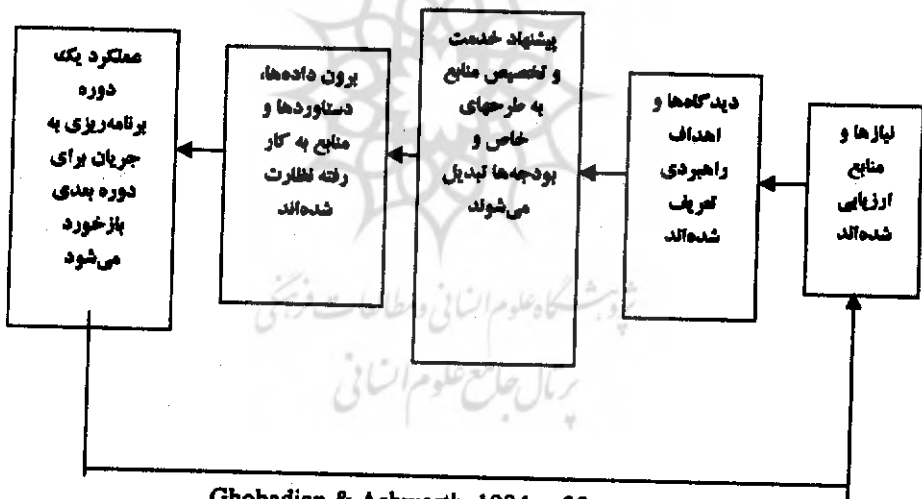 نیازها و
منابع
ارزیابی
شده‌اند
دیدگاهها و
اهداف
راهبردی
تعریف
شده‌اند
پیشنهاد خدمت
و تخصیص منابع
به طرحهای
خاص و
بودجه‌ها تبدیل
می‌شوند
برون داده‌ها،
دستاوردها و
منابع به کار
رفته نظارت
شده‌اند
عملکرد یک
دوره
برنامه‌ریزی به
جریان برای
دوره بعدی
بازخورد
می‌شود
پژوهشگاه علوم انسانی و مطالعات فرهنگی
پرتال جامع علوم انسانی
Ghobadian & Ashworth, 1994